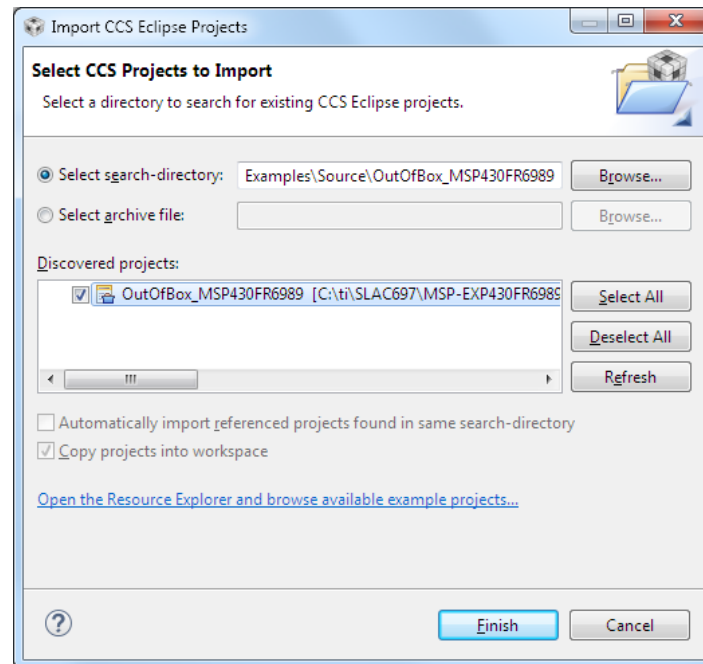 Import CCS Eclipse Projects
Select CCS Projects to Import
Select a directory to search for existing CCS Eclipse projects.
Select search-directory: Examples\Source\OutOfBox_MSP430FR6989 Browse...
Select archive file: Browse...
Discovered projects:
OutOfBox_MSP430FR6989 [C:\ti\SLAC697\MSP-EXP430FR6989 Select All
Deselect All
Refresh
Automatically import referenced projects found in same search-directory
Copy projects into workspace
Open the Resource Explorer and browse available example projects...
? Finish Cancel